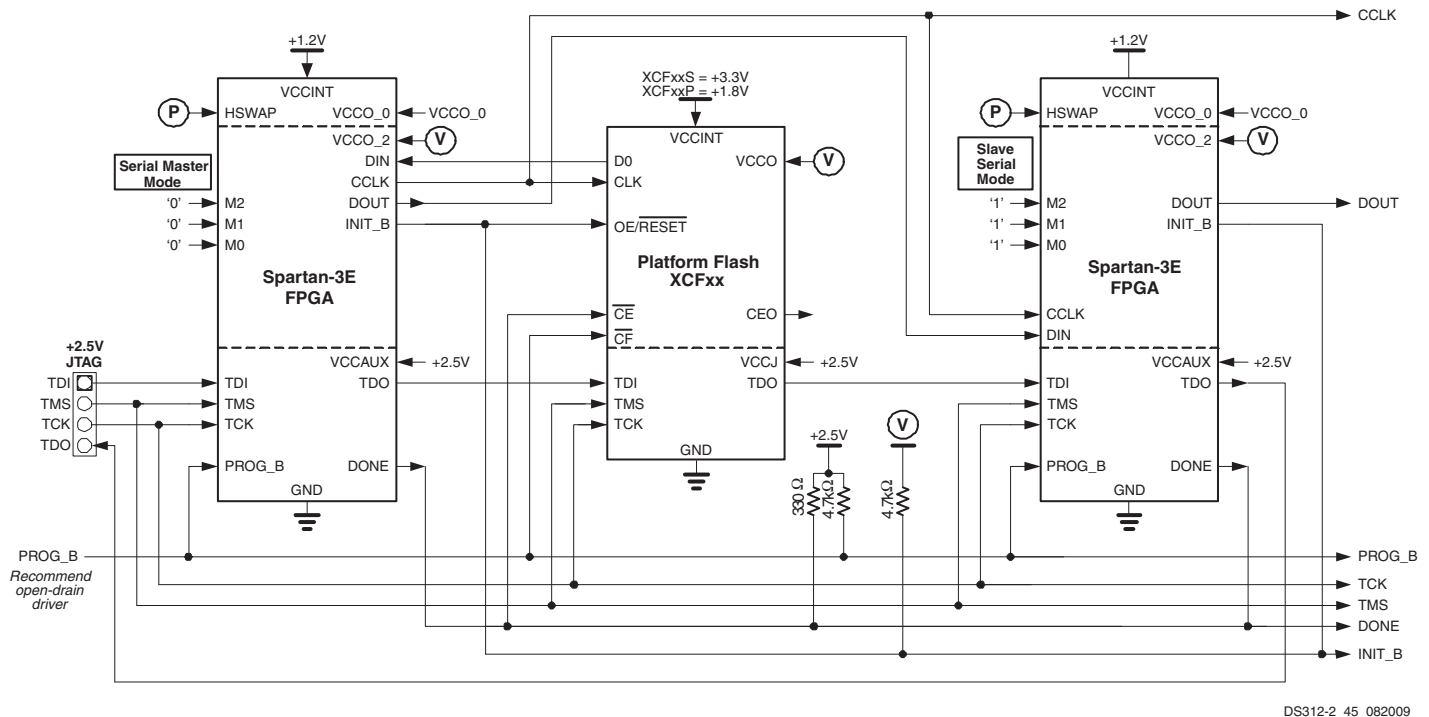 CCLK
+1.2V
VCCINT
P
HSWAP
VCCO_0
VCCO_0
VCCO_2
V
Serial Master
Mode
DIN
CCLK
DOUT
INIT_B
'0'
M2
'0'
M1
'0'
M0
Spartan-3E
FPGA
+2.5V
JTAG
TDI
TMS
TCK
TDO
VCCAUX
+2.5V
TDI
TDO
TMS
TCK
PROG_B
DONE
GND
XCFxxS = +3.3V
XCFxxP = +1.8V
VCCINT
D0
VCCO
V
CLK
OE/RESET
Platform Flash
XCFxx
CE
CEO
CF
VCCJ
+2.5V
TDI
TDO
TMS
TCK
GND
+2.5V
330 Ω
4.7kΩ
V
4.7kΩ
+1.2V
VCCINT
P
HSWAP
VCCO_0
VCCO_0
VCCO_2
V
Slave
Serial
Mode
'1'
M2
'1'
M1
'1'
M0
DOUT
DOUT
INIT_B
Spartan-3E
FPGA
CCLK
DIN
VCCAUX
+2.5V
TDI
TDO
TMS
TCK
PROG_B
DONE
GND
PROG_B
Recommend
open-drain
driver
PROG_B
TCK
TMS
DONE
INIT_B
DS312-2_45_082009